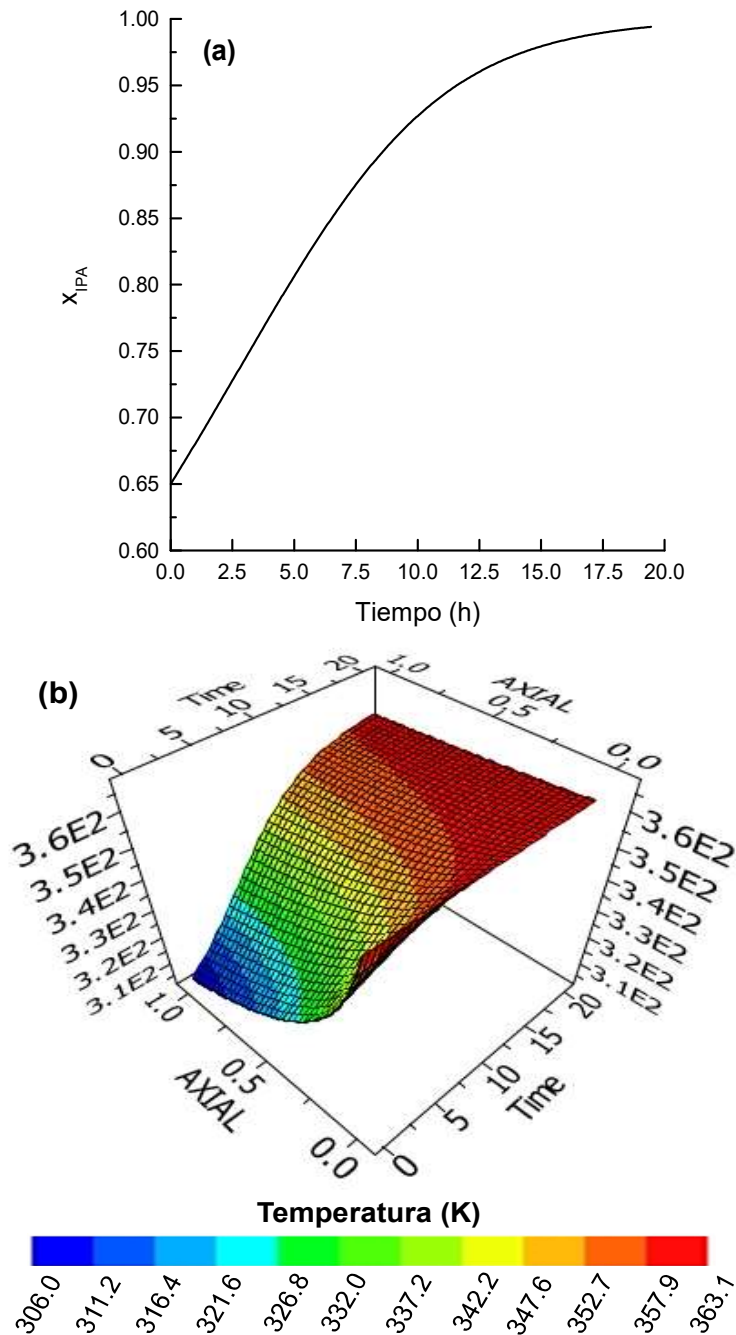 (a)
1.00
0.95
0.90
0.85
0.80
0.75
0.70
0.65
0.60
xIPA
0.0 2.5 5.0 7.5 10.0 12.5 15.0 17.5 20.0
Tiempo (h)
(b)
Time
0 5 10 15 20
AXIAL
1.0 0.5 0.0
3.6E2
3.5E2
3.4E2
3.3E2
3.2E2
3.1E2
3.6E2
3.5E2
3.4E2
3.3E2
3.2E2
3.1E2
1.0 0.5 0.0
AXIAL
0 5 10 15 20
Time
Temperatura (K)
306.0 311.2 316.4 321.6 326.8 332.0 337.2 342.2 347.6 352.7 357.9 363.1